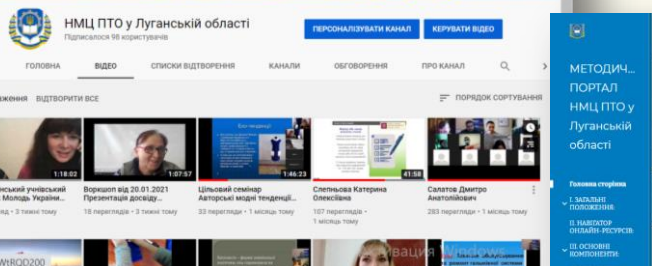 НМЦ ПТО у Луганській області
Підписалося 98 користувачів
ПЕРСОНАЛІЗУВАТИ КАНАЛ
КЕРУВАТИ ВІДЕО
ГОЛОВНА
ВІДЕО
СПИСКИ ВІДТВОРЕННЯ
КАНАЛИ
ОБГОВОРЕННЯ
ПРО КАНАЛ
ВІДТВОРИТИ ВСЕ
ПОРЯДОК СОРТУВАННЯ
1:18:02
1:07:57
1:46:23
41:58
учнівський
Молодь України...
3 тижні тому
Воркшоп від 20.01.2021
Презентація досвіду...
18 переглядів • 3 тижні тому
Цільовий семінар
Авторські модні тенденції...
33 перегляди • 1 місяць тому
Слепньова Катерина
Олексіївна
107 переглядів •
1 місяць тому
Салатов Дмитро
Анатолійович
283 перегляди • 1 місяць тому
WtRQD200
Windows
МЕТОДИЧ...
ПОРТАЛ
НМЦ ПТО у
Луганській
області
Головна сторінка
І. ЗАГАЛЬНІ
ПОЛОЖЕННЯ:
ІІ. НАВІГАТОР
ОНЛАЙН-РЕСУРСІВ:
ІІІ. ОСНОВНІ
КОМПОНЕНТИ: